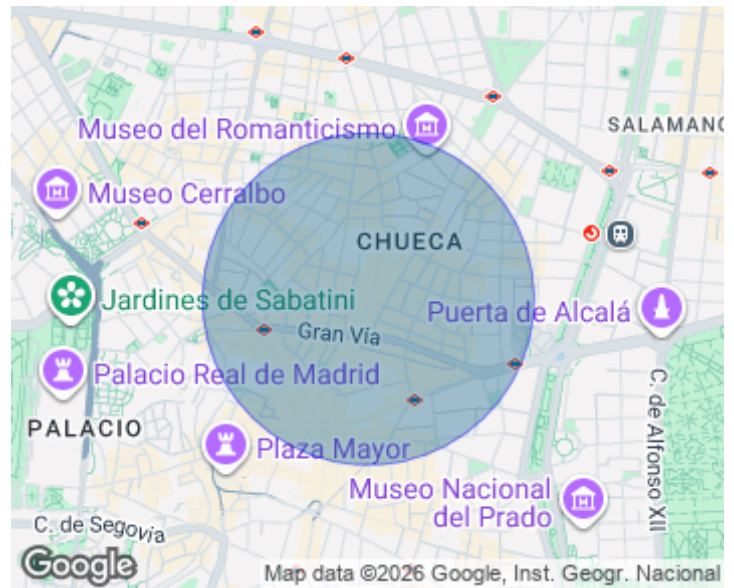 Museo del Romanticismo
SALAMANC
Museo Cerralbo
CHUECA
Jardines de Sabatini
Puerta de Alcalá
Gran Vía
Palacio Real de Madrid
C. de Alfonso XII
PALACIO
Plaza Mayor
Museo Nacional
del Prado
C. de Segovia
Google
Map data ©2026 Google, Inst. Geogr. Nacional